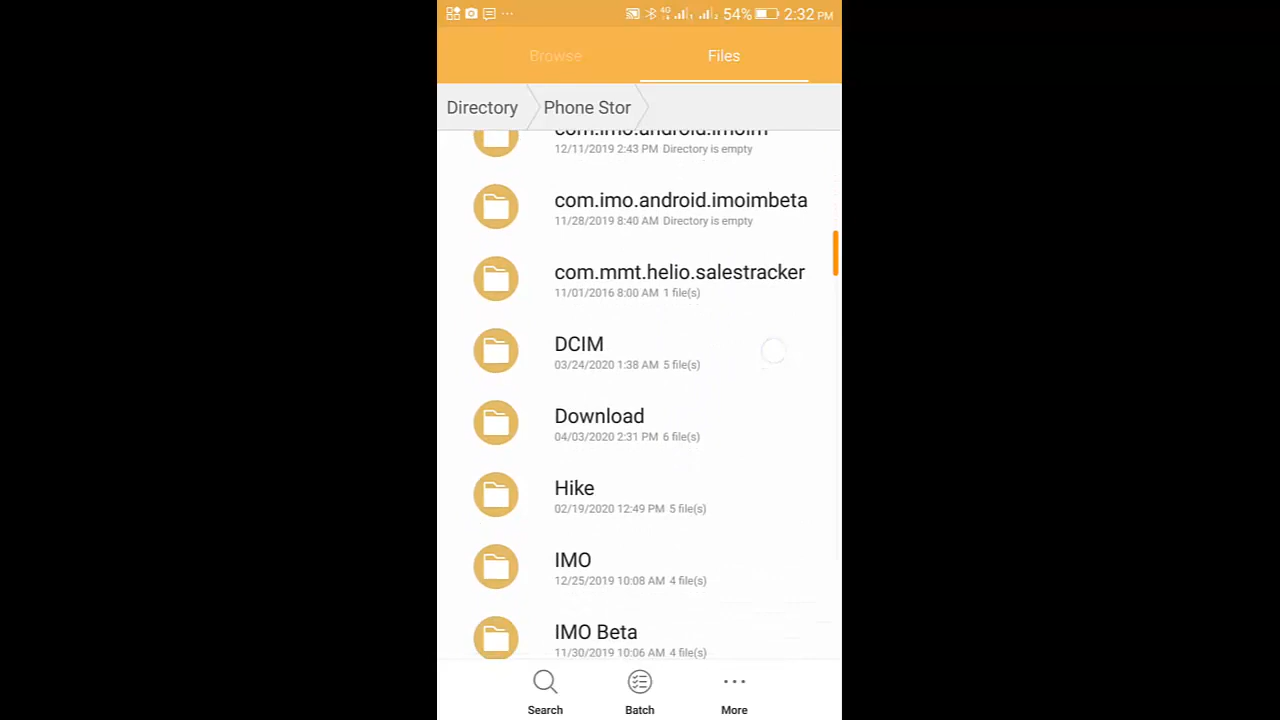 54% 2:32 PM
Browse Files
Directory Phone Stor
com.imo.android.imoim
12/11/2019 2:43 PM Directory is empty
com.imo.android.imoimbeta
11/28/2019 8:40 AM Directory is empty
com.mmt.helio.salestracker
11/01/2016 8:00 AM 1 file(s)
DCIM
03/24/2020 1:38 AM 5 file(s)
Download
04/03/2020 2:31 PM 6 file(s)
Hike
02/19/2020 12:49 PM 5 file(s)
IMO
12/25/2019 10:08 AM 4 file(s)
IMO Beta
11/30/2019 10:06 AM 4 file(s)
Search Batch More